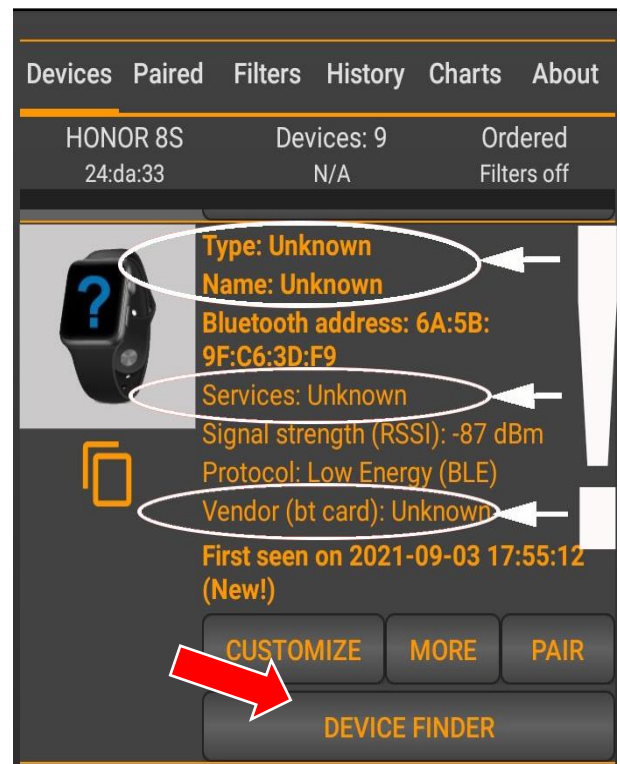 Devices Paired Filters History Charts About
HONOR 8S Devices: 9 Ordered
24:da:33 N/A Filters off
?
Type: Unknown
Name: Unknown
Bluetooth address: 6A:5B:
9F:C6:3D:F9
Services: Unknown
Signal strength (RSSI): -87 dBm
Protocol: Low Energy (BLE)
Vendor (bt card): Unknown
First seen on 2021-09-03 17:55:12
(New!)
CUSTOMIZE MORE PAIR
DEVICE FINDER
!